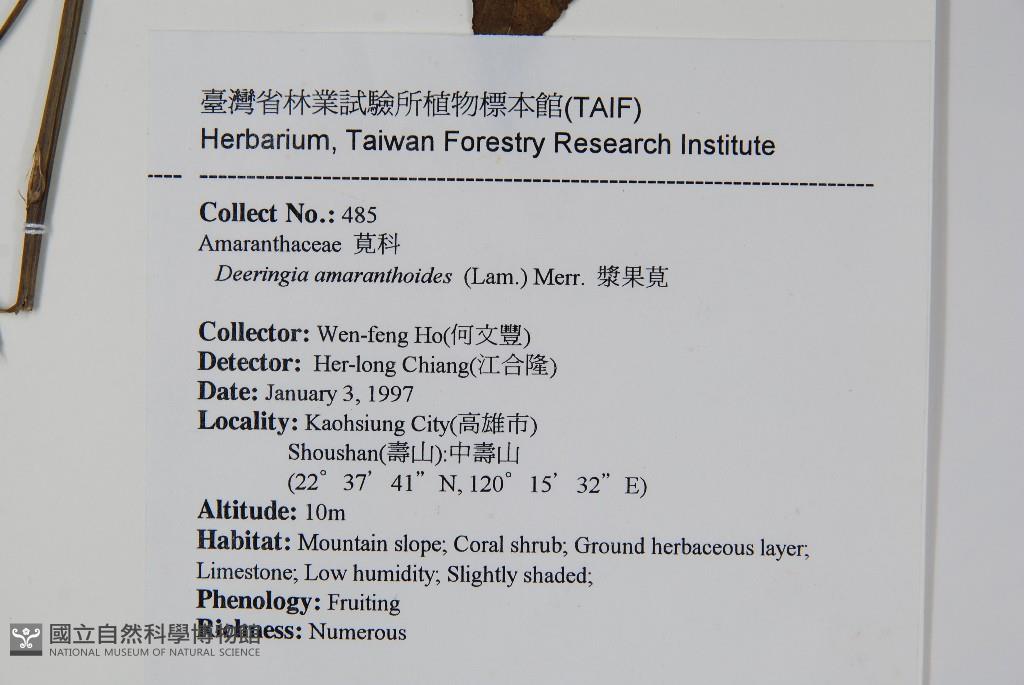 臺灣省林業試驗所植物標本館(TAIF)
Herbarium, Taiwan Forestry Research Institute
Collect No.: 485
Amaranthaceae 莧科
Deeringia amaranthoides (Lam.) Merr. 漿果莧
Collector: Wen-feng Ho(何文豐)
Detector: Her-long Chiang(江合隆)
Date: January 3, 1997
Locality: Kaohsiung City(高雄市)
Shoushan(壽山):中壽山
(22° 37’ 41” N, 120° 15’ 32” E)
Altitude: 10m
Habitat: Mountain slope; Coral shrub; Ground herbaceous layer;
Limestone; Low humidity; Slightly shaded;
Phenology: Fruiting
Richness: Numerous
國立自然科學博物館
NATIONAL MUSEUM OF NATURAL SCIENCE